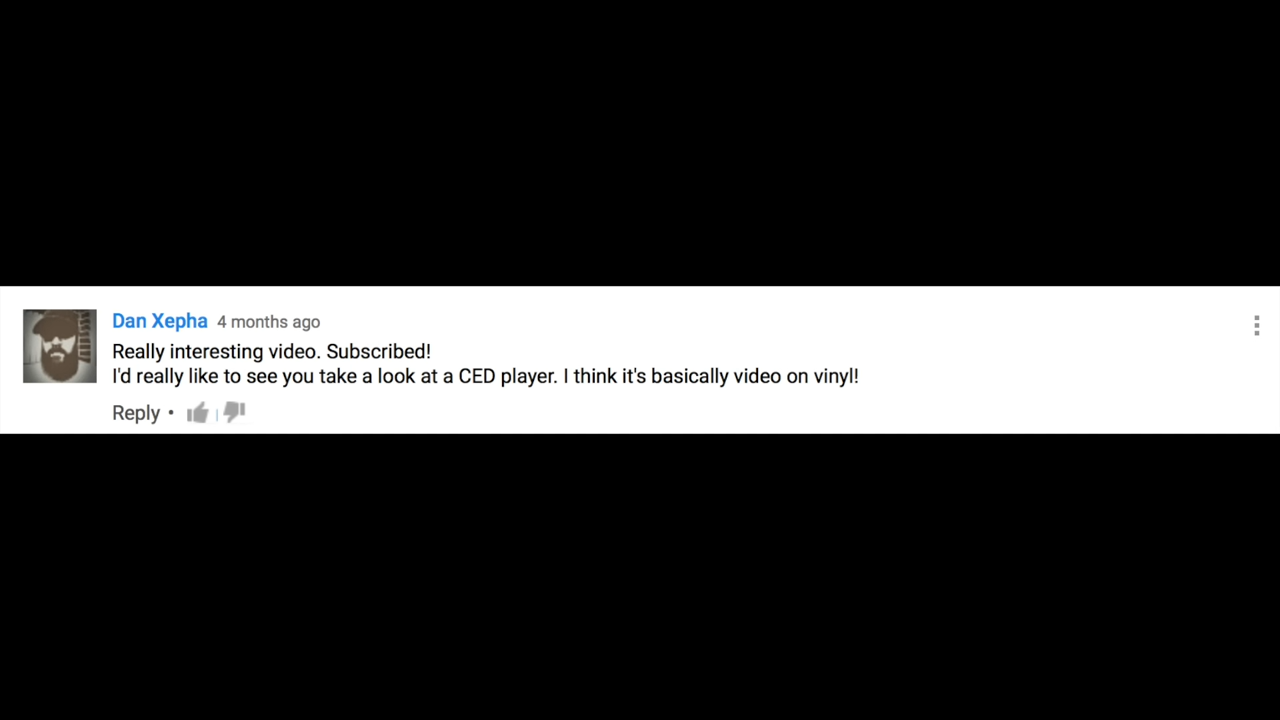 Dan Xepha 4 months ago
Really interesting video. Subscribed!
I'd really like to see you take a look at a CED player. I think it's basically video on vinyl!
Reply •